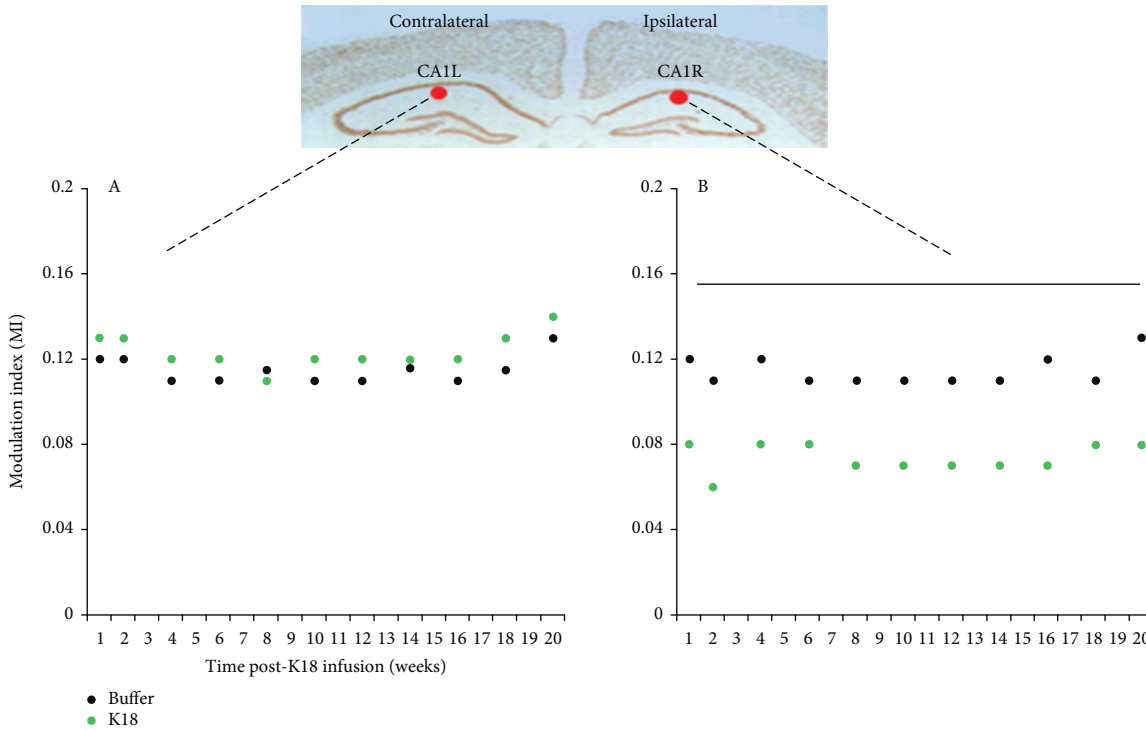 Contralateral Ipsilateral
CA1L CA1R
A
0.2
0.16
0.12
0.08
0.04
0
Modulation index (MI)
1 2 3 4 5 6 7 8 9 10 11 12 13 14 15 16 17 18 19 20
Time post-K18 infusion (weeks)
Buffer
K18
B
0.2
0.16
0.12
0.08
0.04
0
1 2 3 4 5 6 7 8 9 10 11 12 13 14 15 16 17 18 19 20